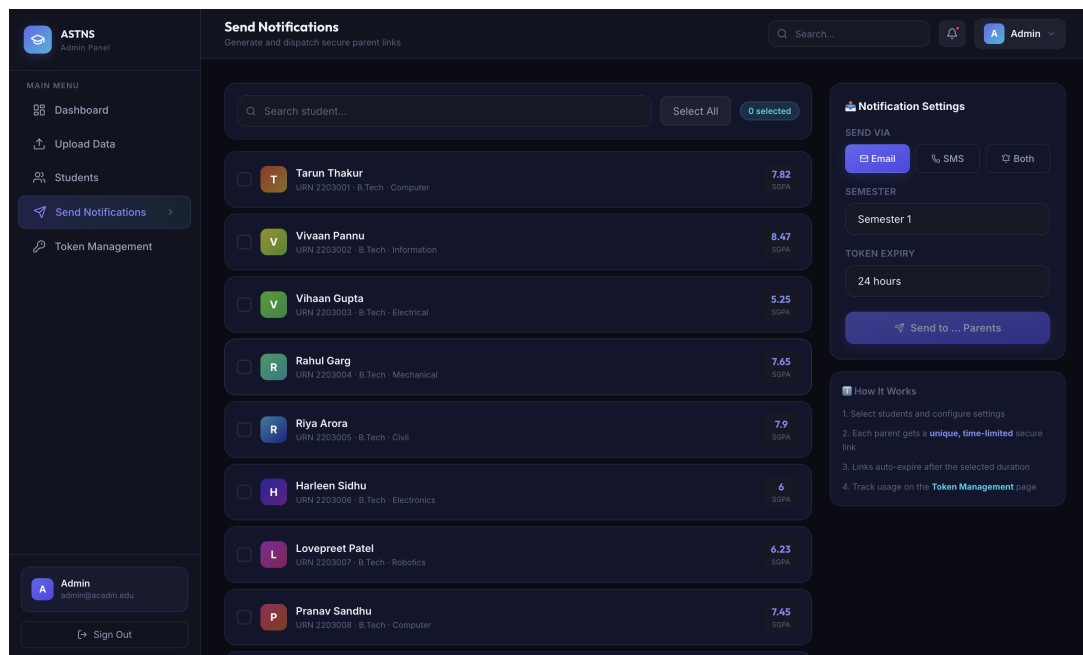 ASTNS
Admin Panel
MAIN MENU
Dashboard
Upload Data
Students
Send Notifications
Token Management
A
Admin
admin@acadm.edu
Sign Out
Send Notifications
Generate and dispatch secure parent links
Search...
A
Admin
Search student...
Select All
0 selected
T
Tarun Thakur
URN 2203001 · B.Tech · Computer
7.82
SGPA
V
Vivaan Pannu
URN 2203002 · B.Tech · Information
8.47
SGPA
V
Vihaan Gupta
URN 2203003 · B.Tech · Electrical
5.25
SGPA
R
Rahul Garg
URN 2203004 · B.Tech · Mechanical
7.65
SGPA
R
Riya Arora
URN 2203005 · B.Tech · Civil
7.9
SGPA
H
Harleen Sidhu
URN 2203006 · B.Tech · Electronics
6
SGPA
L
Lovepreet Patel
URN 2203007 · B.Tech · Robotics
6.23
SGPA
P
Pranav Sandhu
URN 2203008 · B.Tech · Computer
7.45
SGPA
Notification Settings
SEND VIA
Email
SMS
Both
SEMESTER
Semester 1
TOKEN EXPIRY
24 hours
Send to ... Parents
How It Works
1. Select students and configure settings
2. Each parent gets a unique, time-limited secure
link
3. Links auto-expire after the selected duration
4. Track usage on the Token Management page